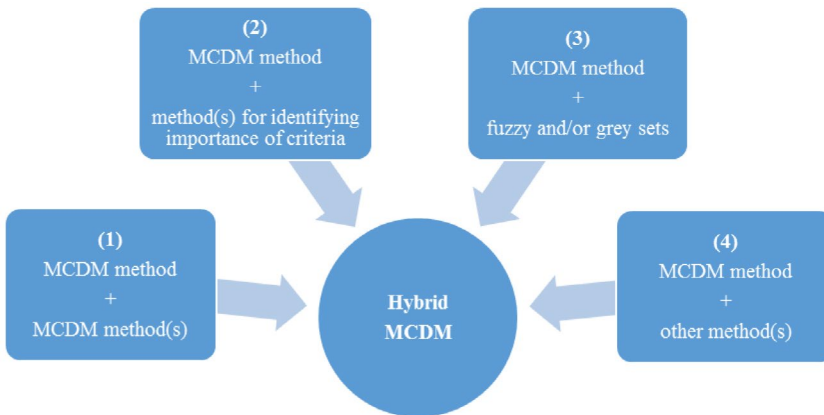 (1)
MCDM method
+
MCDM method(s)
(2)
MCDM method
+
method(s) for identifying
importance of criteria
(3)
MCDM method
+
fuzzy and/or grey sets
(4)
MCDM method
+
other method(s)
Hybrid
MCDM